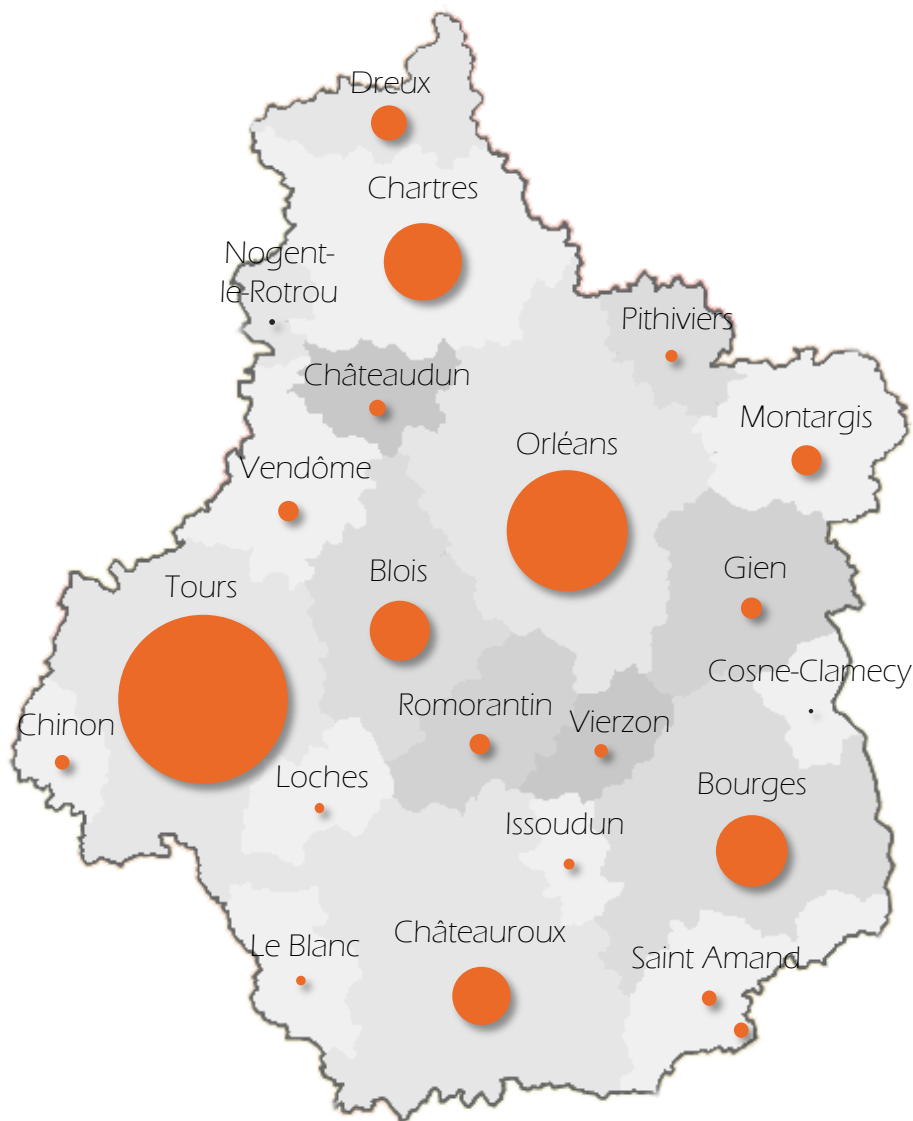 Dreux
Chartres
Nogent-
le-Rotrou
Pithiviers
Châteaudun
Montargis
Orléans
Vendôme
Gien
Blois
Tours
Cosne-Clamecy
Romorantin
Vierzon
Chinon
Loches
Bourges
Issoudun
Châteauroux
Le Blanc
Saint Amand